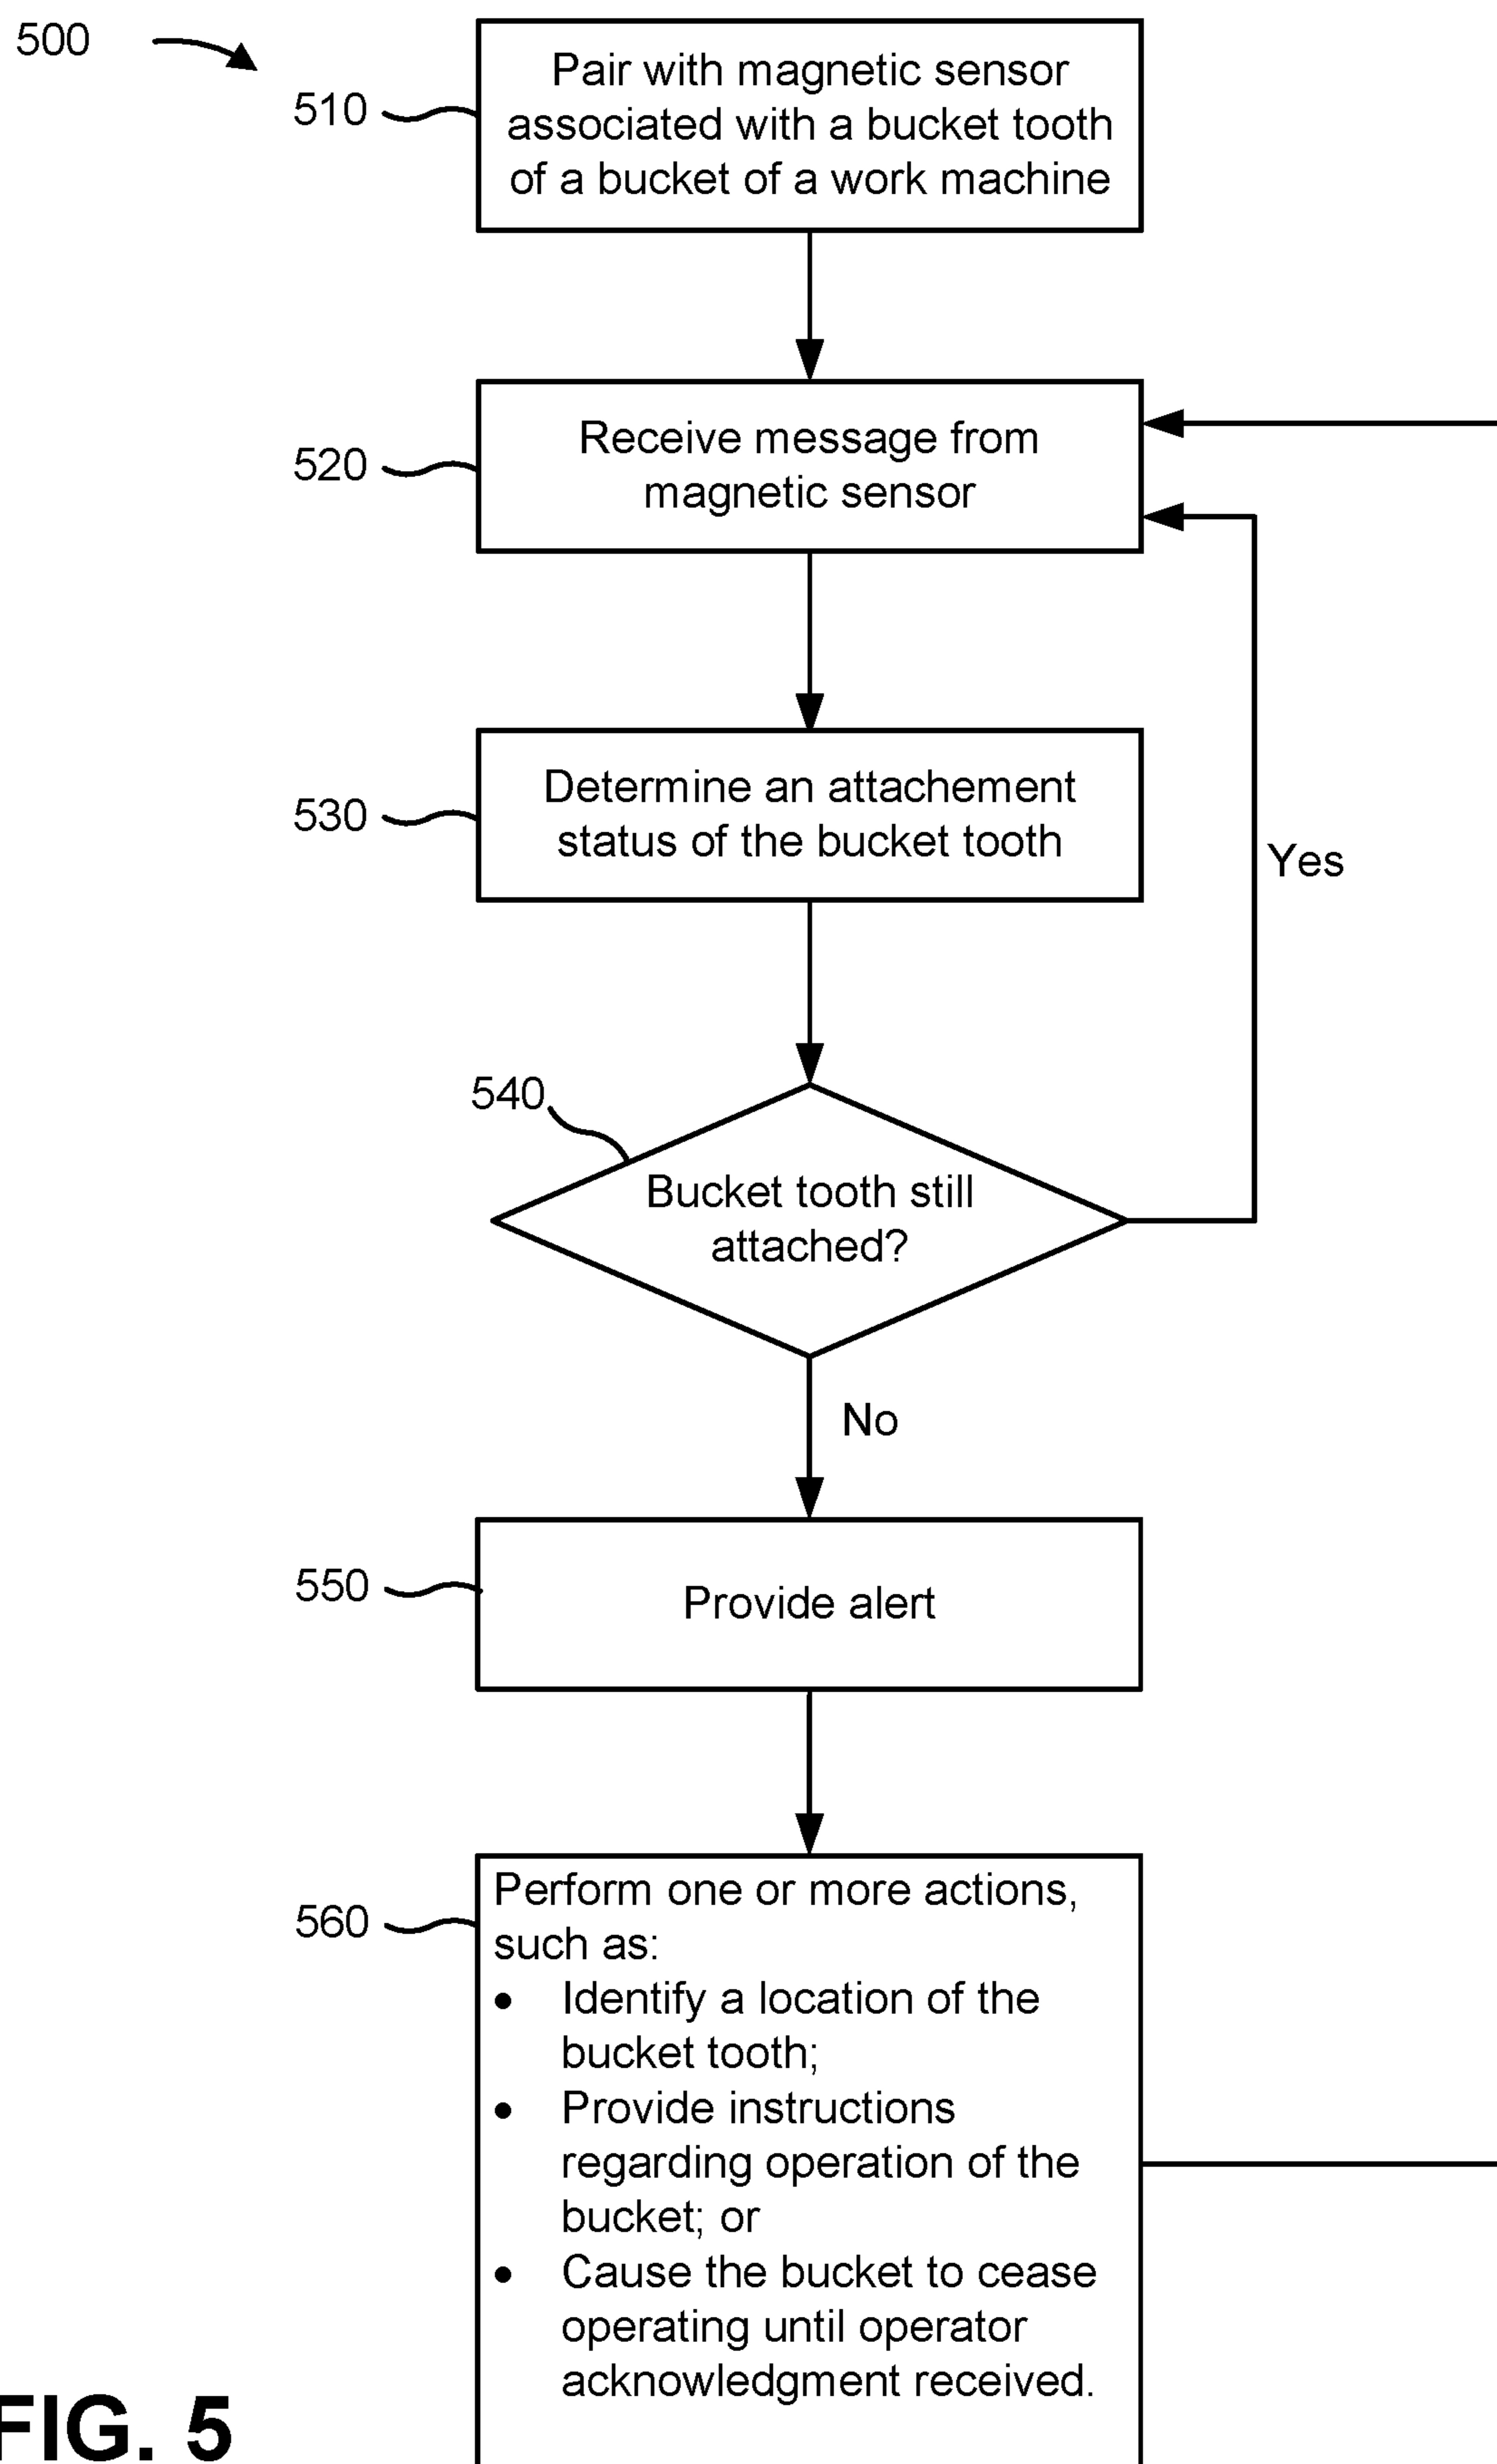 500
510
Pair with magnetic sensor
associated with a bucket tooth
of a bucket of a work machine
520
Receive message from
magnetic sensor
530
Determine an attachement
status of the bucket tooth
Yes
540
Bucket tooth still
attached?
No
550
Provide alert
560
Perform one or more actions,
such as:
• Identify a location of the
bucket tooth;
• Provide instructions
regarding operation of the
bucket; or
• Cause the bucket to cease
operating until operator
acknowledgment received.
FIG. 5